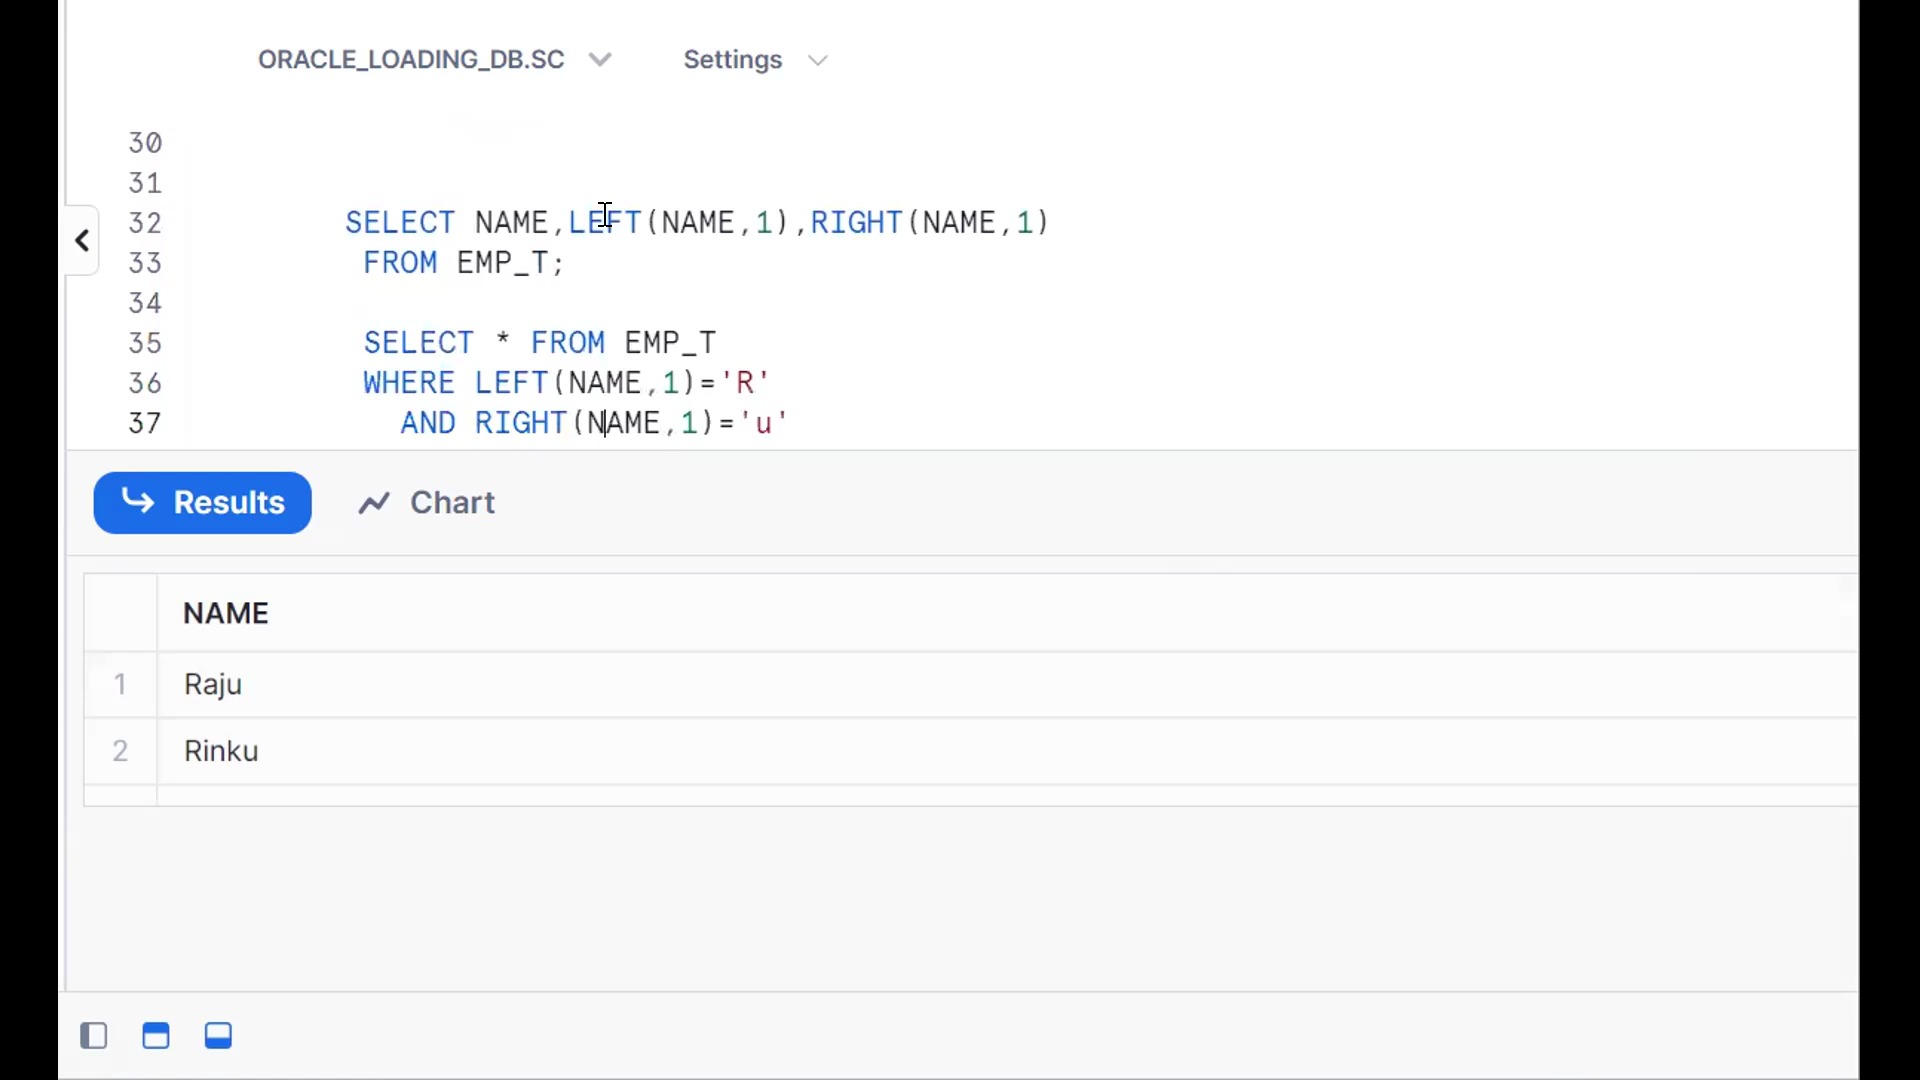 ORACLE_LOADING_DB.SC Settings
30
31
32 SELECT NAME,LEFT(NAME,1),RIGHT(NAME,1)
33 FROM EMP_T;
34
35 SELECT * FROM EMP_T
36 WHERE LEFT(NAME,1)='R'
37 AND RIGHT(NAME,1)='u'
Results Chart
NAME
1 Raju
2 Rinku